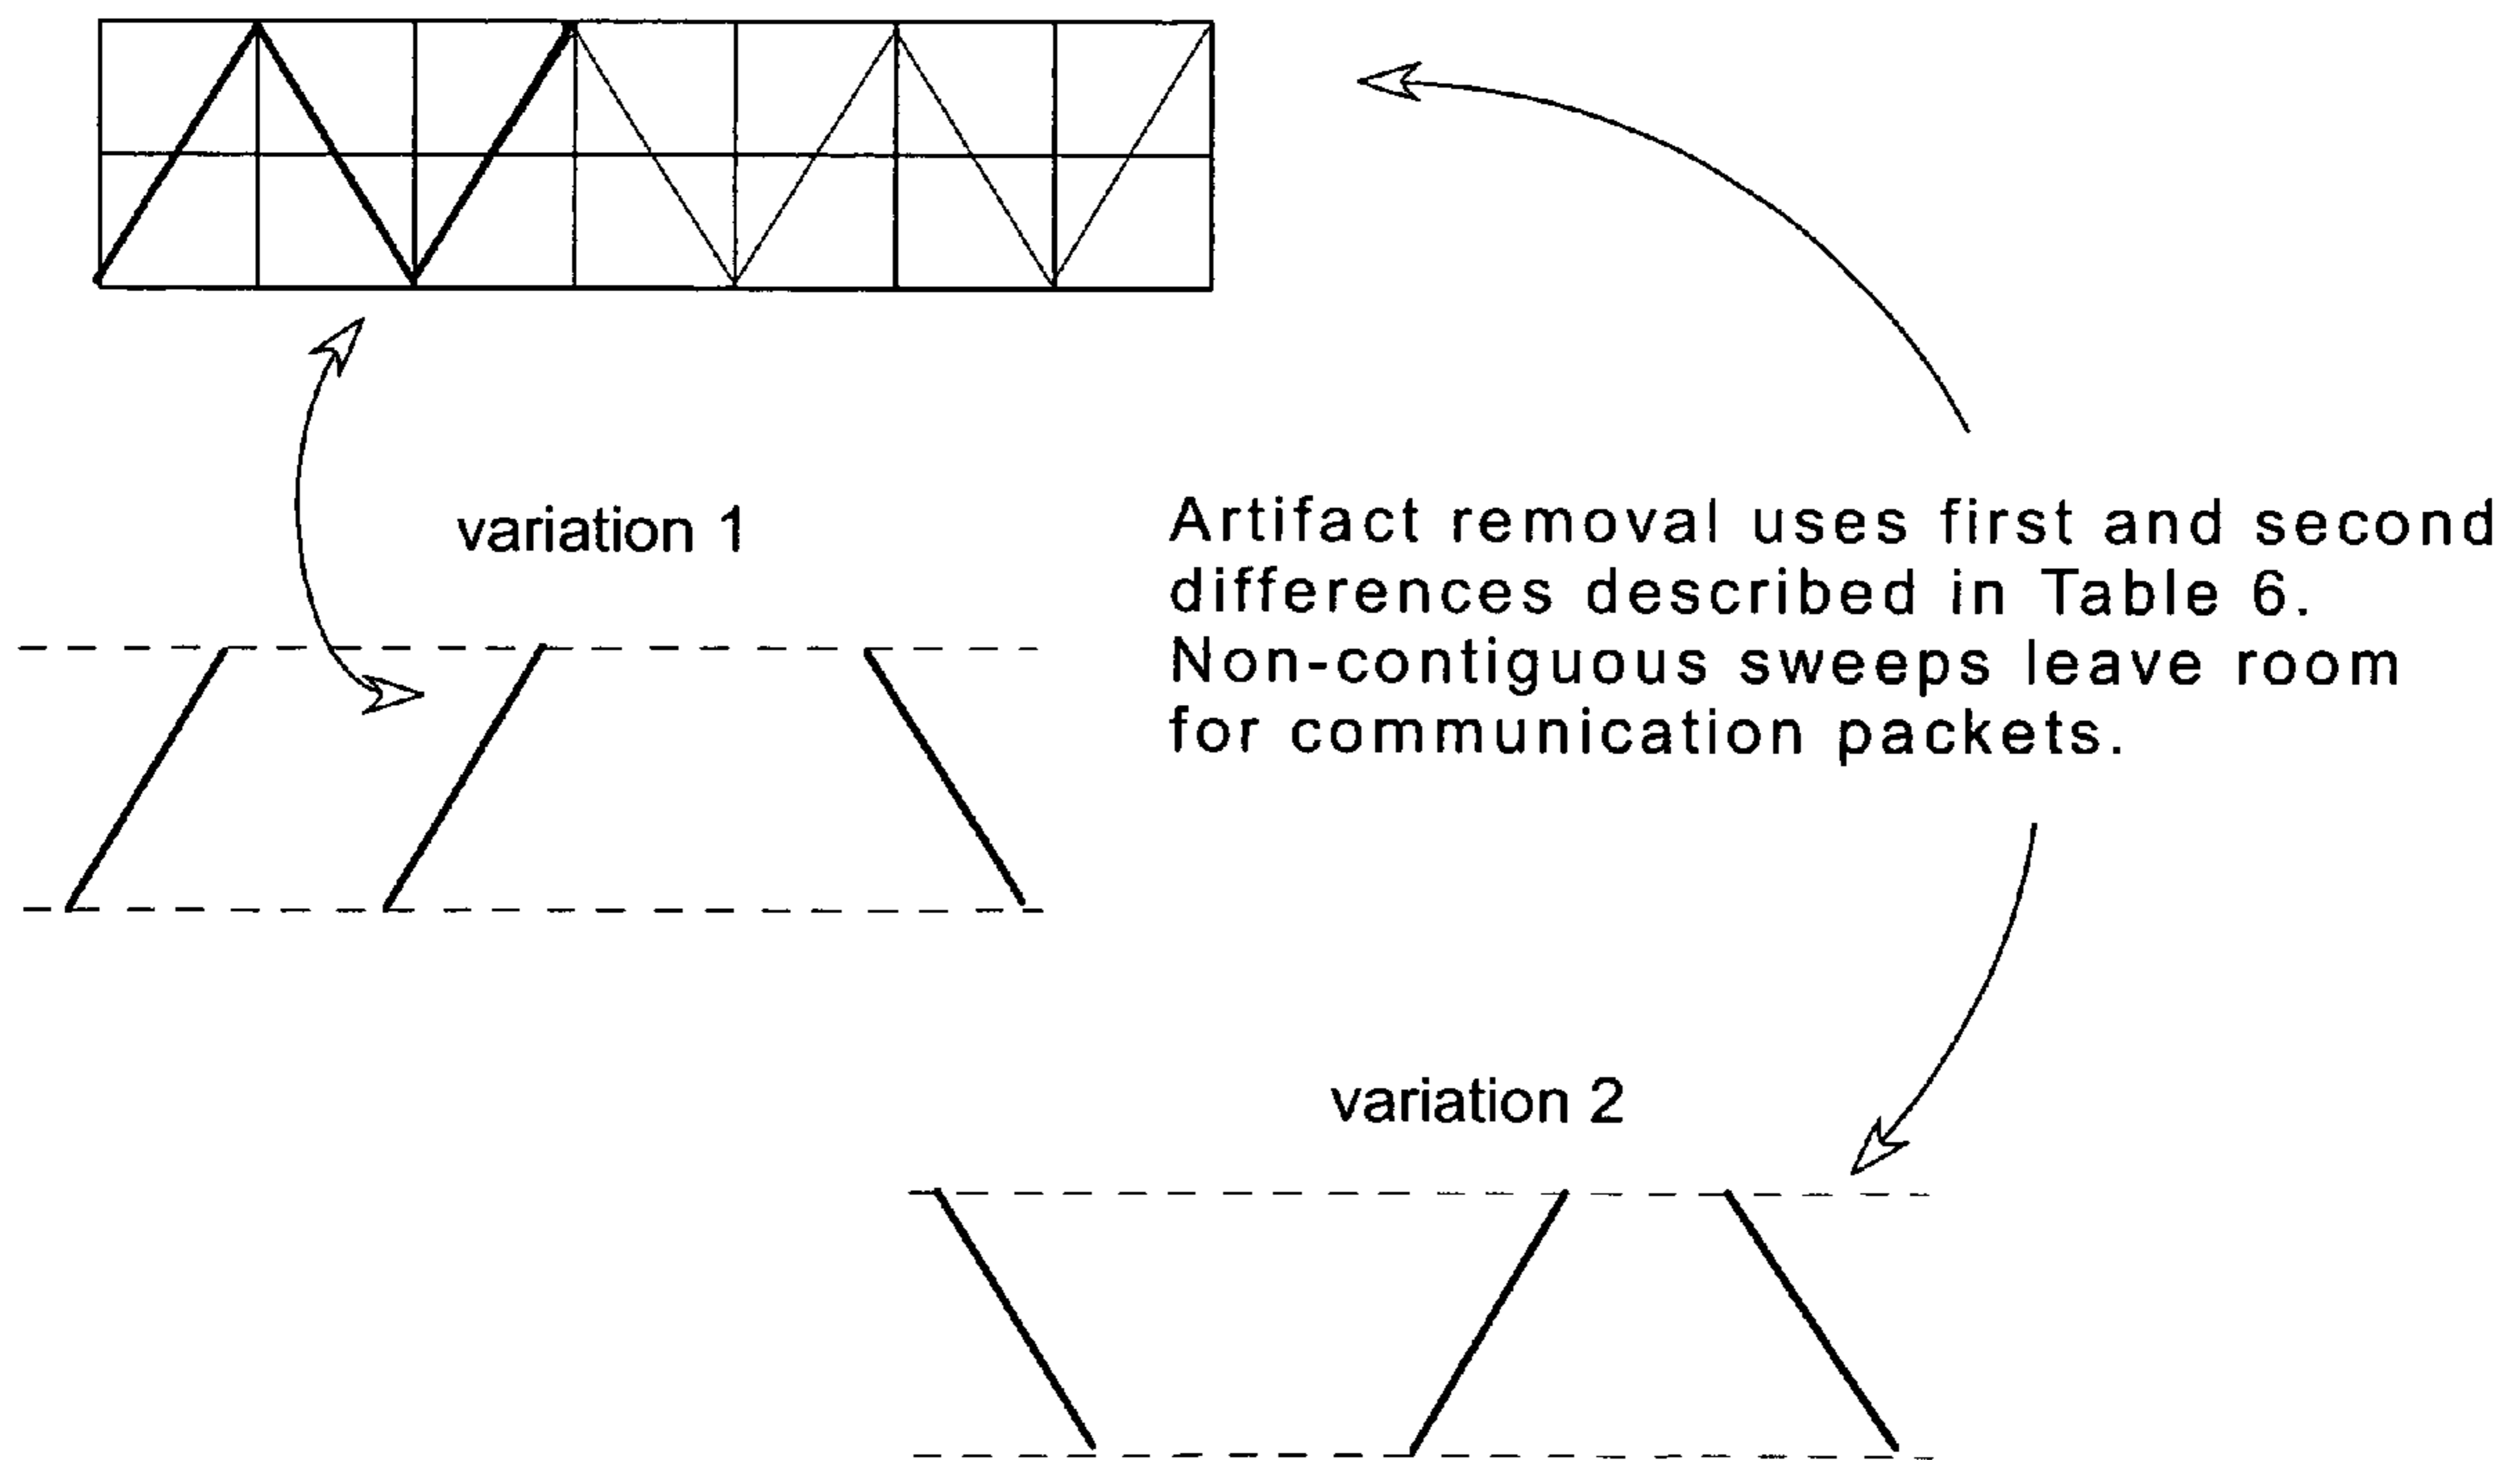 variation 1
Artifact removal uses first and second
differences described in Table 6.
Non-contiguous sweeps leave room
for communication packets.
variation 2